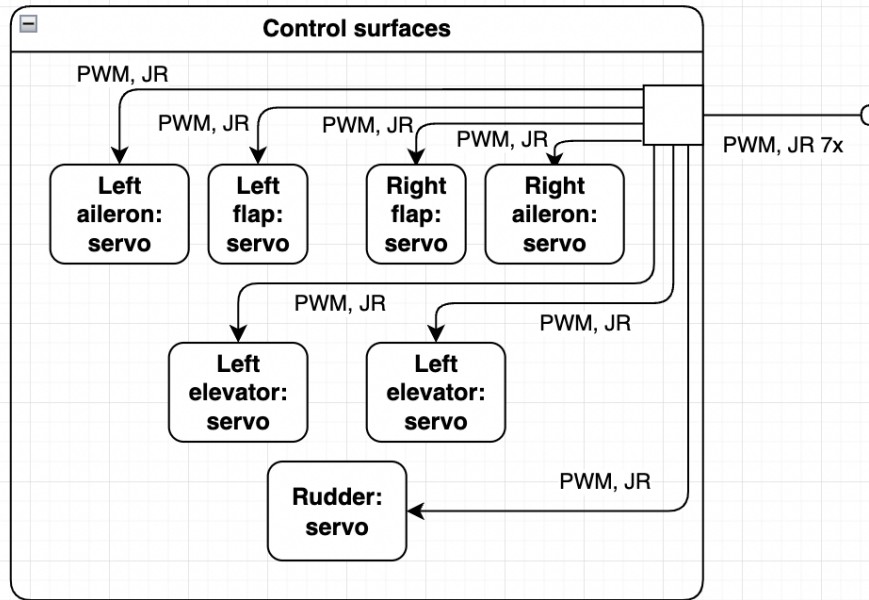 Control surfaces
PWM, JR
PWM, JR
PWM, JR
PWM, JR
PWM, JR 7x
Left
aileron:
servo
Left
flap:
servo
Right
flap:
servo
Right
aileron:
servo
PWM, JR
PWM, JR
Left
elevator:
servo
Left
elevator:
servo
PWM, JR
Rudder:
servo